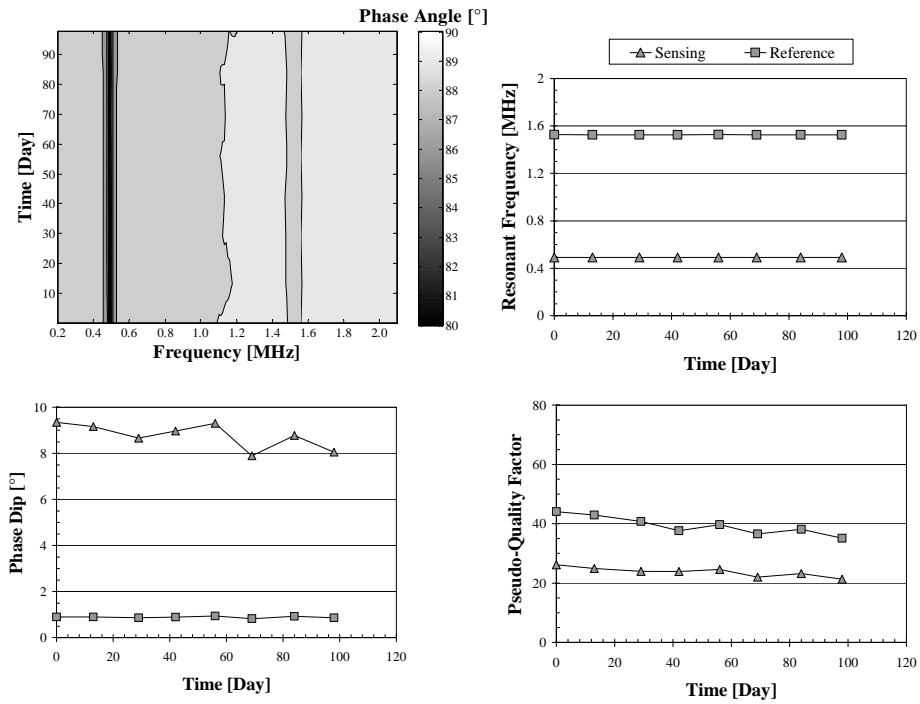 Phase Angle [°]
90
80
70
60
50
40
30
20
10
Time [Day]
0.2 0.4 0.6 0.8 1.0 1.2 1.4 1.6 1.8 2.0
Frequency [MHz]
90
89
88
87
86
85
84
83
82
81
80
Sensing Reference
2
1.6
1.2
0.8
0.4
0
Resonant Frequency [MHz]
0 20 40 60 80 100 120
Time [Day]
10
8
6
4
2
0
Phase Dip [°]
0 20 40 60 80 100 120
Time [Day]
80
60
40
20
0
Pseudo-Quality Factor
0 20 40 60 80 100 120
Time [Day]